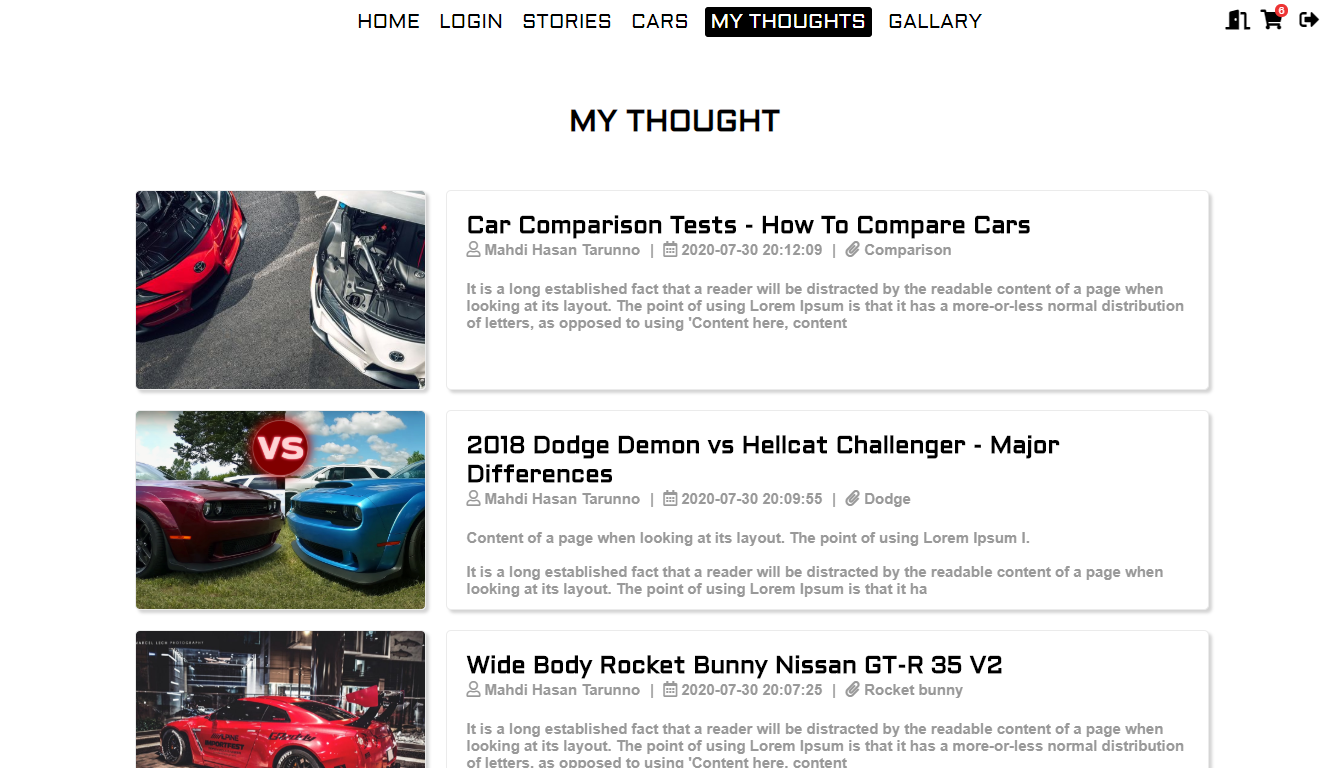 HOME LOGIN STORIES CARS MY THOUGHTS GALLARY 6
MY THOUGHT
Car Comparison Tests - How To Compare Cars
Mahdi Hasan Tarunno | 2020-07-30 20:12:09 | Comparison
It is a long established fact that a reader will be distracted by the readable content of a page when
looking at its layout. The point of using Lorem Ipsum is that it has a more-or-less normal distribution
of letters, as opposed to using 'Content here, content
VS
2018 Dodge Demon vs Hellcat Challenger - Major
Differences
Mahdi Hasan Tarunno | 2020-07-30 20:09:55 | Dodge
Content of a page when looking at its layout. The point of using Lorem Ipsum I.
It is a long established fact that a reader will be distracted by the readable content of a page when
looking at its layout. The point of using Lorem Ipsum is that it ha
Wide Body Rocket Bunny Nissan GT-R 35 V2
Mahdi Hasan Tarunno | 2020-07-30 20:07:25 | Rocket bunny
It is a long established fact that a reader will be distracted by the readable content of a page when
looking at its layout. The point of using Lorem Ipsum is that it has a more-or-less normal distribution
of letters, as opposed to using 'Content here, content